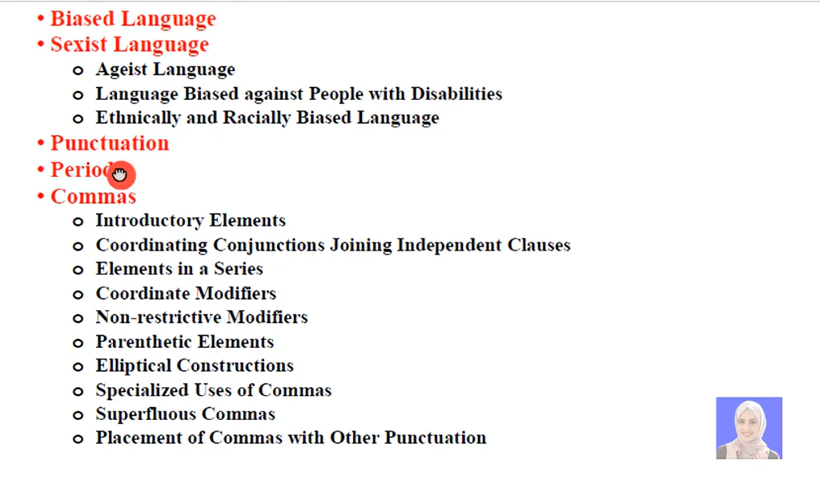 • Biased Language
• Sexist Language
o Ageist Language
o Language Biased against People with Disabilities
o Ethnically and Racially Biased Language
• Punctuation
• Period
• Commas
o Introductory Elements
o Coordinating Conjunctions Joining Independent Clauses
o Elements in a Series
o Coordinate Modifiers
o Non-restrictive Modifiers
o Parenthetic Elements
o Elliptical Constructions
o Specialized Uses of Commas
o Superfluous Commas
o Placement of Commas with Other Punctuation